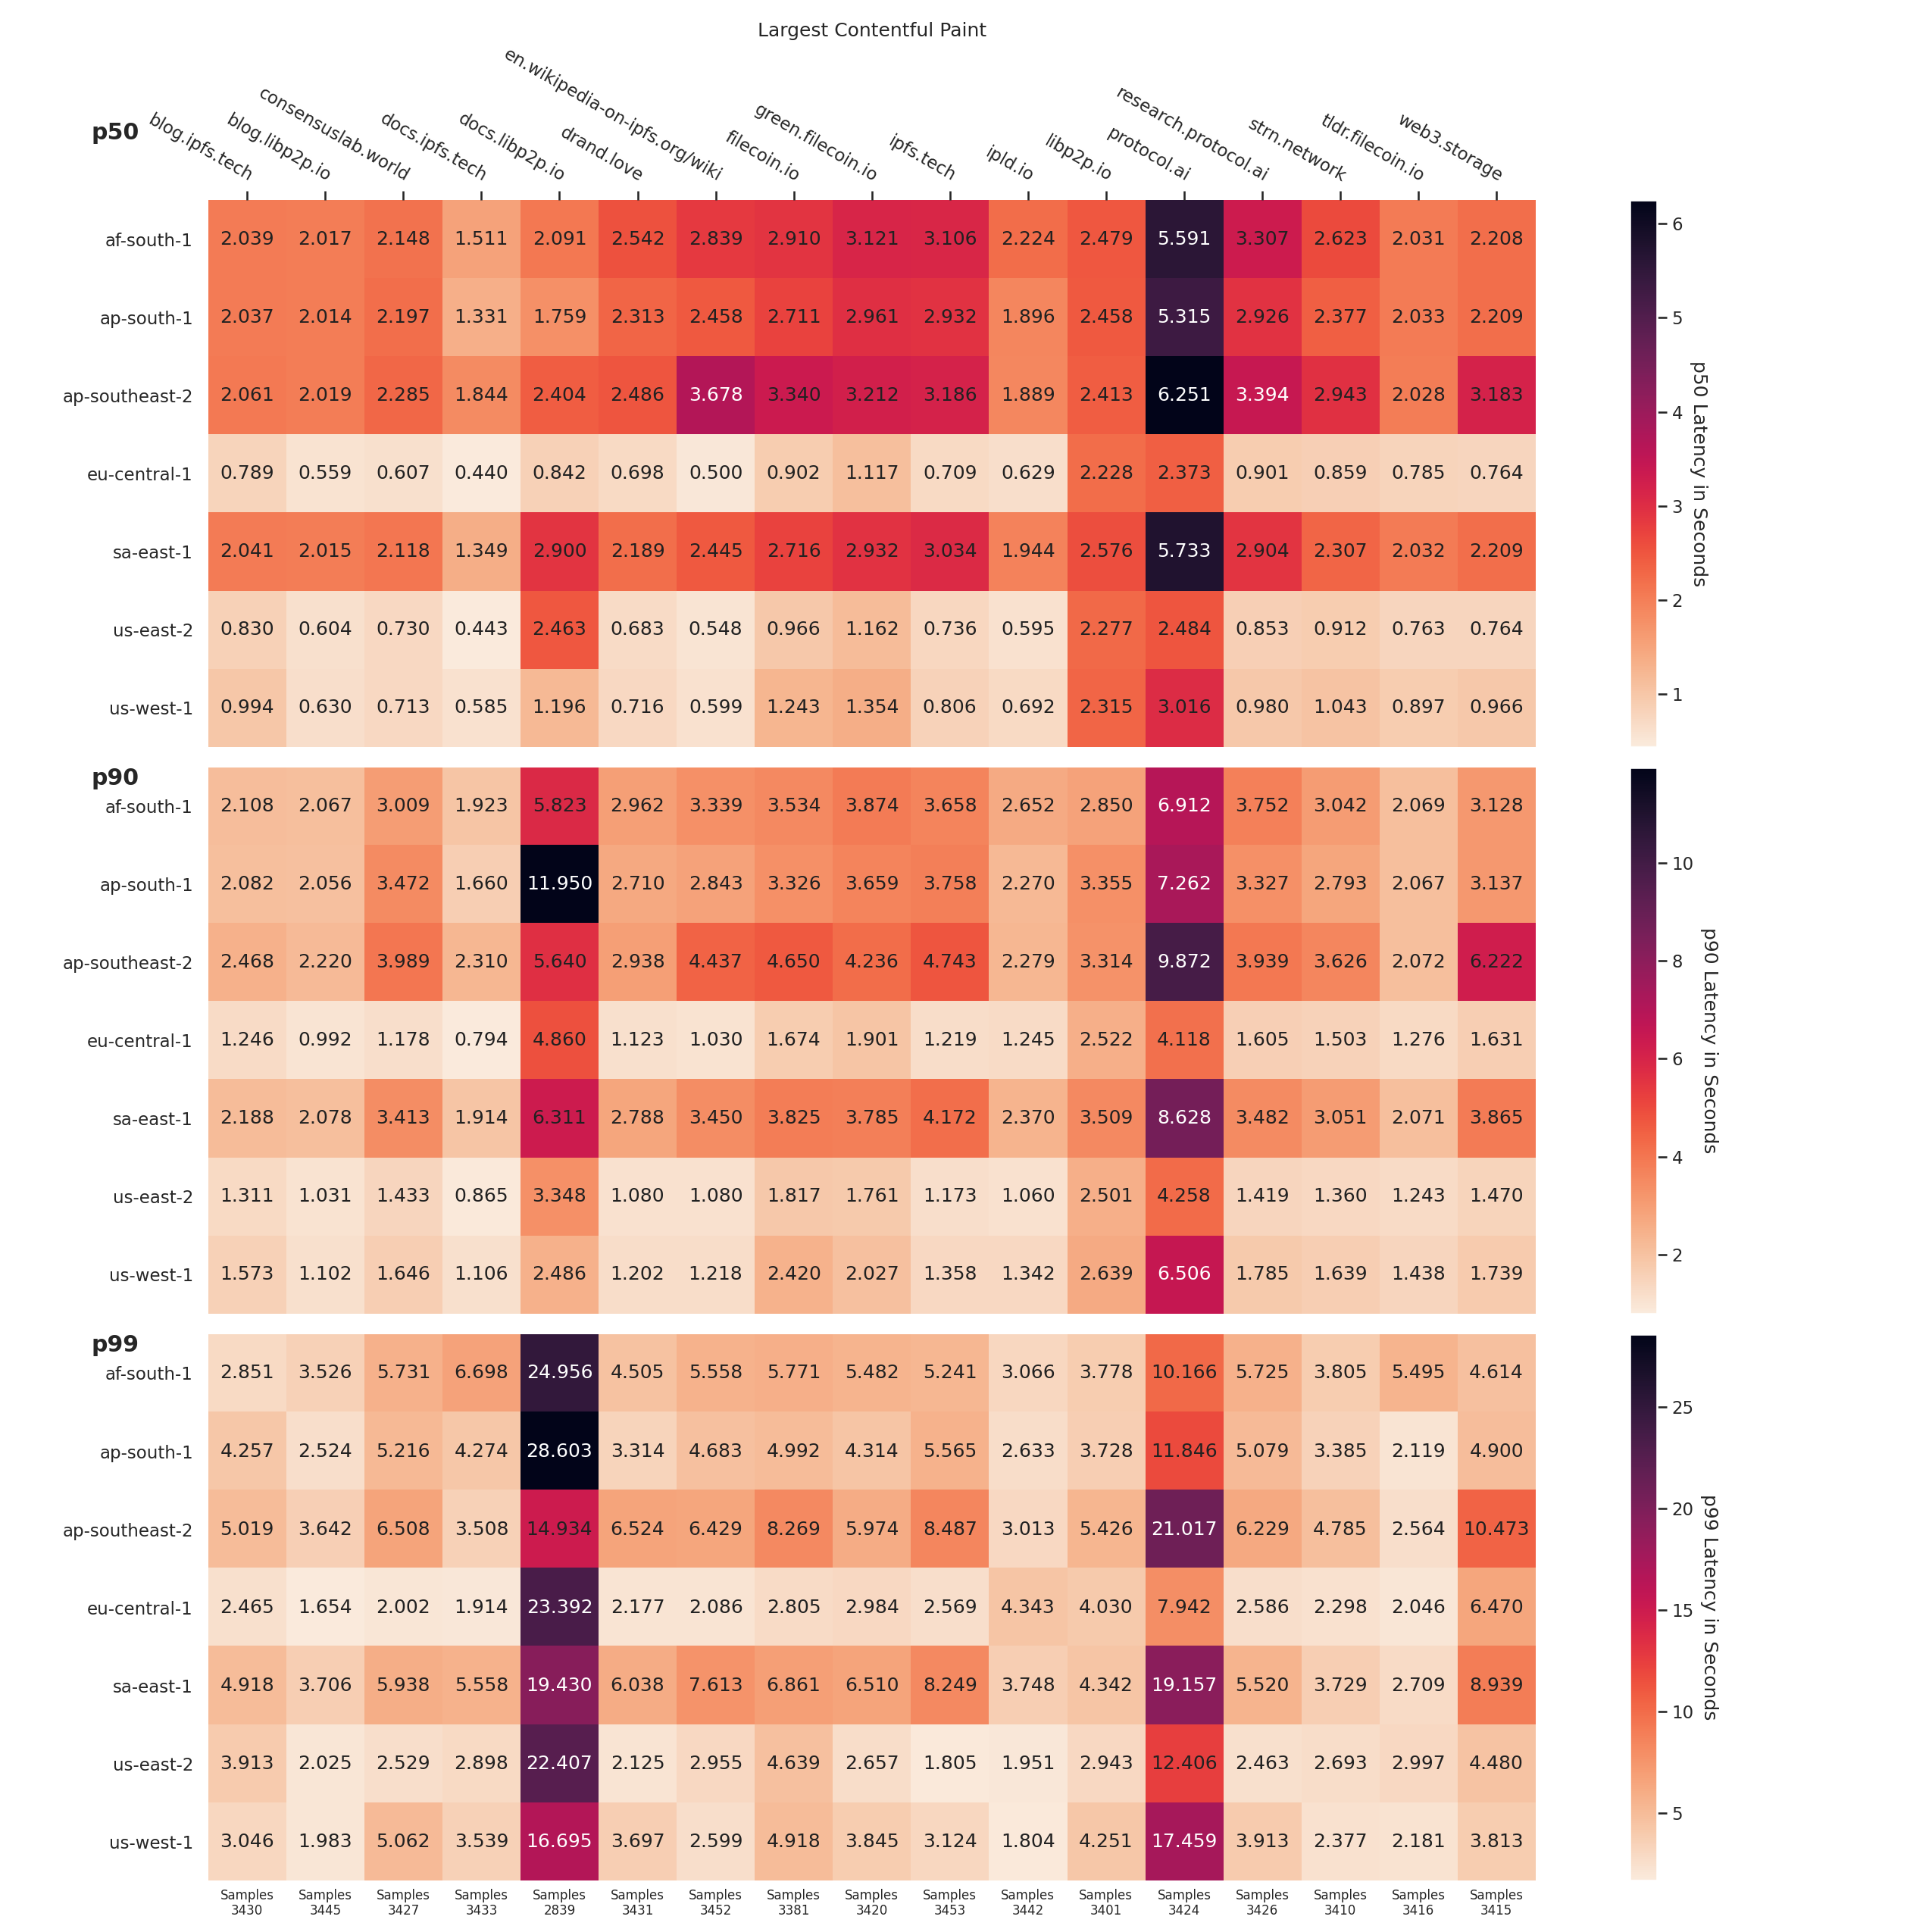 Largest Contentful Paint
p50
blog.ipfs.tech
blog.libp2p.io
consensuslab.world
docs.ipfs.tech
docs.libp2p.io
drand.love
en.wikipedia-on-ipfs.org/wiki
filecoin.io
green.filecoin.io
ipfs.tech
ipld.io
libp2p.io
protocol.ai
research.protocol.ai
strn.network
tldr.filecoin.io
web3.storage
af-south-1 2.039 2.017 2.148 1.511 2.091 2.542 2.839 2.910 3.121 3.106 2.224 2.479 5.591 3.307 2.623 2.031 2.208
ap-south-1 2.037 2.014 2.197 1.331 1.759 2.313 2.458 2.711 2.961 2.932 1.896 2.458 5.315 2.926 2.377 2.033 2.209
ap-southeast-2 2.061 2.019 2.285 1.844 2.404 2.486 3.678 3.340 3.212 3.186 1.889 2.413 6.251 3.394 2.943 2.028 3.183
eu-central-1 0.789 0.559 0.607 0.440 0.842 0.698 0.500 0.902 1.117 0.709 0.629 2.228 2.373 0.901 0.859 0.785 0.764
sa-east-1 2.041 2.015 2.118 1.349 2.900 2.189 2.445 2.716 2.932 3.034 1.944 2.576 5.733 2.904 2.307 2.032 2.209
us-east-2 0.830 0.604 0.730 0.443 2.463 0.683 0.548 0.966 1.162 0.736 0.595 2.277 2.484 0.853 0.912 0.763 0.764
us-west-1 0.994 0.630 0.713 0.585 1.196 0.716 0.599 1.243 1.354 0.806 0.692 2.315 3.016 0.980 1.043 0.897 0.966
6
5
4
3
2
1
p50 Latency in Seconds
p90
af-south-1 2.108 2.067 3.009 1.923 5.823 2.962 3.339 3.534 3.874 3.658 2.652 2.850 6.912 3.752 3.042 2.069 3.128
ap-south-1 2.082 2.056 3.472 1.660 11.950 2.710 2.843 3.326 3.659 3.758 2.270 3.355 7.262 3.327 2.793 2.067 3.137
ap-southeast-2 2.468 2.220 3.989 2.310 5.640 2.938 4.437 4.650 4.236 4.743 2.279 3.314 9.872 3.939 3.626 2.072 6.222
eu-central-1 1.246 0.992 1.178 0.794 4.860 1.123 1.030 1.674 1.901 1.219 1.245 2.522 4.118 1.605 1.503 1.276 1.631
sa-east-1 2.188 2.078 3.413 1.914 6.311 2.788 3.450 3.825 3.785 4.172 2.370 3.509 8.628 3.482 3.051 2.071 3.865
us-east-2 1.311 1.031 1.433 0.865 3.348 1.080 1.080 1.817 1.761 1.173 1.060 2.501 4.258 1.419 1.360 1.243 1.470
us-west-1 1.573 1.102 1.646 1.106 2.486 1.202 1.218 2.420 2.027 1.358 1.342 2.639 6.506 1.785 1.639 1.438 1.739
10
8
6
4
2
p90 Latency in Seconds
p99
af-south-1 2.851 3.526 5.731 6.698 24.956 4.505 5.558 5.771 5.482 5.241 3.066 3.778 10.166 5.725 3.805 5.495 4.614
ap-south-1 4.257 2.524 5.216 4.274 28.603 3.314 4.683 4.992 4.314 5.565 2.633 3.728 11.846 5.079 3.385 2.119 4.900
ap-southeast-2 5.019 3.642 6.508 3.508 14.934 6.524 6.429 8.269 5.974 8.487 3.013 5.426 21.017 6.229 4.785 2.564 10.473
eu-central-1 2.465 1.654 2.002 1.914 23.392 2.177 2.086 2.805 2.984 2.569 4.343 4.030 7.942 2.586 2.298 2.046 6.470
sa-east-1 4.918 3.706 5.938 5.558 19.430 6.038 7.613 6.861 6.510 8.249 3.748 4.342 19.157 5.520 3.729 2.709 8.939
us-east-2 3.913 2.025 2.529 2.898 22.407 2.125 2.955 4.639 2.657 1.805 1.951 2.943 12.406 2.463 2.693 2.997 4.480
us-west-1 3.046 1.983 5.062 3.539 16.695 3.697 2.599 4.918 3.845 3.124 1.804 4.251 17.459 3.913 2.377 2.181 3.813
25
20
15
10
5
p99 Latency in Seconds
Samples Samples Samples Samples Samples Samples Samples Samples Samples Samples Samples Samples Samples Samples Samples Samples Samples
3430 3445 3427 3433 2839 3431 3452 3381 3420 3453 3442 3401 3424 3426 3410 3416 3415